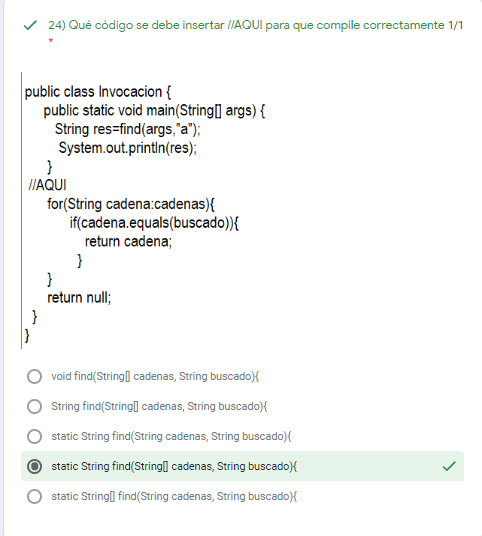 24) Qué código se debe insertar //AQUI para que compile correctamente 1/1
*
public class Invocacion {
public static void main(String[] args) {
String res=find(args,"a");
System.out.println(res);
}
//AQUI
for(String cadena:cadenas){
if(cadena.equals(buscado)){
return cadena;
}
}
return null;
}
}
void find(String[] cadenas, String buscado){
String find(String[] cadenas, String buscado){
static String find(String cadenas, String buscado){
static String find(String[] cadenas, String buscado){
static String[] find(String cadenas, String buscado){